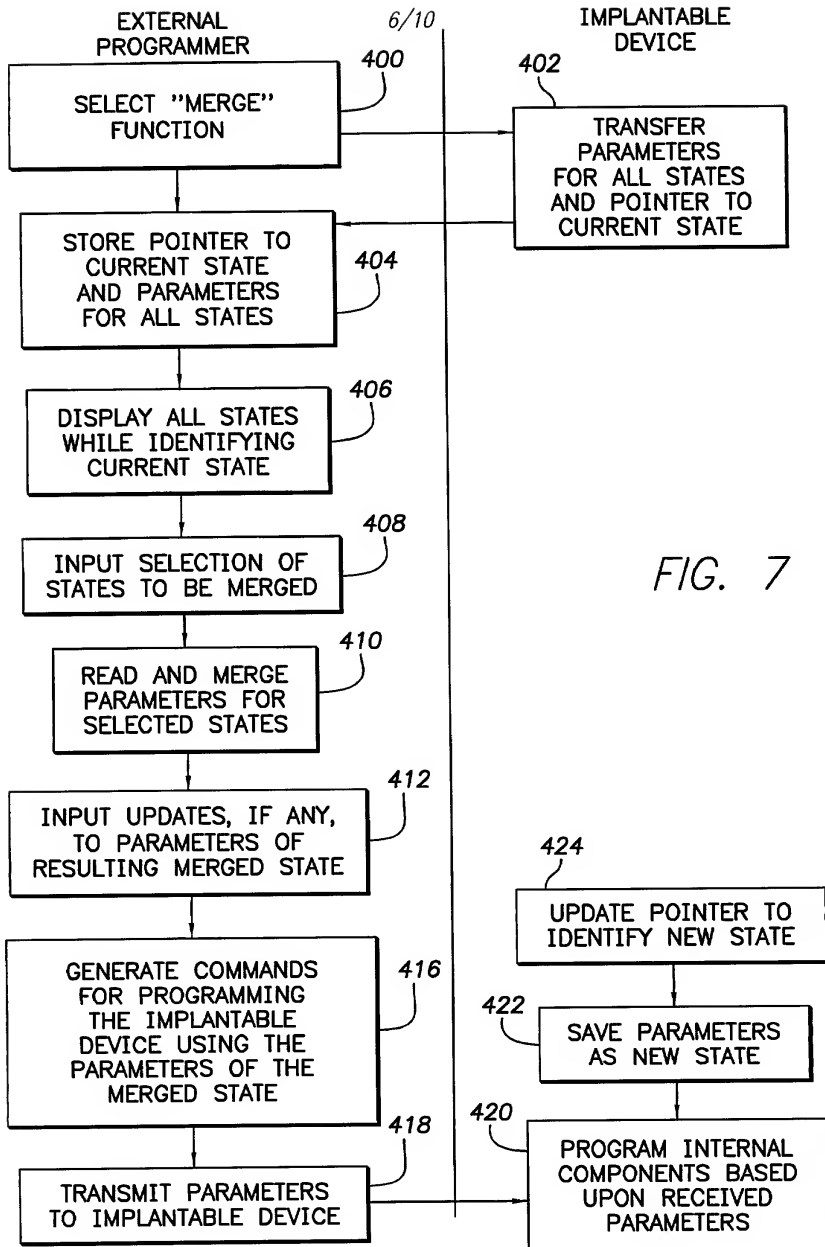 EXTERNAL
PROGRAMMER
6/10
IMPLANTABLE
DEVICE
400
SELECT "MERGE"
FUNCTION
402
TRANSFER
PARAMETERS
FOR ALL STATES
AND POINTER TO
CURRENT STATE
STORE POINTER TO
CURRENT STATE
AND PARAMETERS
FOR ALL STATES
404
406
DISPLAY ALL STATES
WHILE IDENTIFYING
CURRENT STATE
408
INPUT SELECTION OF
STATES TO BE MERGED
FIG. 7
410
READ AND MERGE
PARAMETERS FOR
SELECTED STATES
412
INPUT UPDATES, IF ANY,
TO PARAMETERS OF
RESULTING MERGED STATE
424
UPDATE POINTER TO
IDENTIFY NEW STATE
GENERATE COMMANDS
FOR PROGRAMMING
THE IMPLANTABLE
DEVICE USING THE
PARAMETERS OF THE
MERGED STATE
416
422
SAVE PARAMETERS
AS NEW STATE
418
TRANSMIT PARAMETERS
TO IMPLANTABLE DEVICE
420
PROGRAM INTERNAL
COMPONENTS BASED
UPON RECEIVED
PARAMETERS